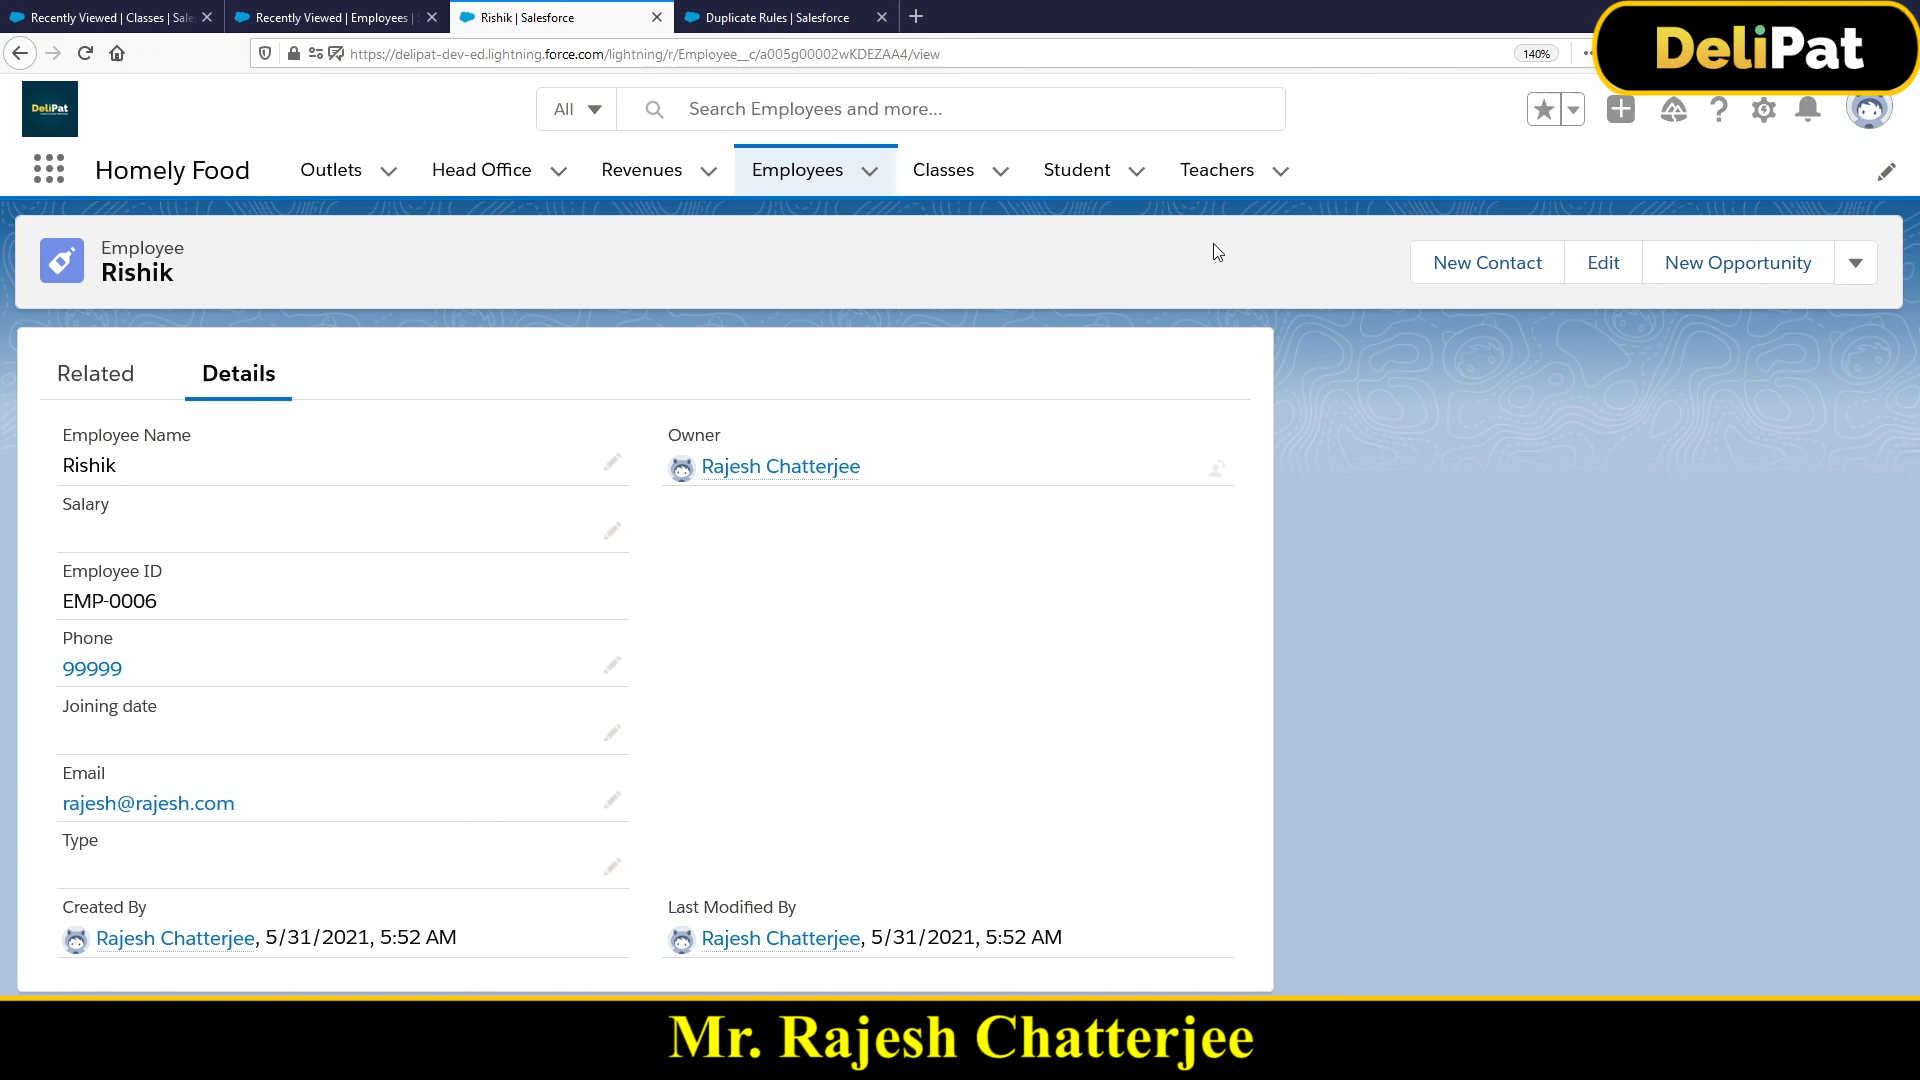 Recently Viewed | Classes | Sale
Recently Viewed | Employees |
Rishik | Salesforce
Duplicate Rules | Salesforce
https://delipat-dev-ed.lightning.force.com/lightning/r/Employee__c/a005g00002wKDEZAA4/view
140%
DeliPat
DeliPat
All
Search Employees and more...
Homely Food
Outlets
Head Office
Revenues
Employees
Classes
Student
Teachers
Employee
Rishik
New Contact
Edit
New Opportunity
Related
Details
Employee Name
Rishik
Owner
Rajesh Chatterjee
Salary
Employee ID
EMP-0006
Phone
99999
Joining date
Email
rajesh@rajesh.com
Type
Created By
Rajesh Chatterjee, 5/31/2021, 5:52 AM
Last Modified By
Rajesh Chatterjee, 5/31/2021, 5:52 AM
Mr. Rajesh Chatterjee